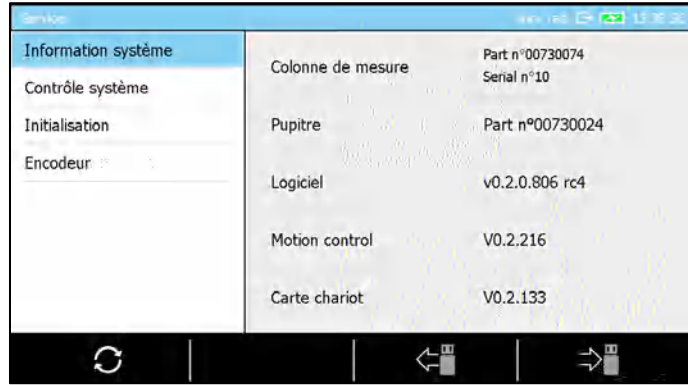 Service
Information système
Contrôle système
Initialisation
Encodeur
Colonne de mesure
Part n°00730074
Serial n°10
Pupitre
Part n°00730024
Logiciel
v0.2.0.806 rc4
Motion control
V0.2.216
Carte chariot
V0.2.133